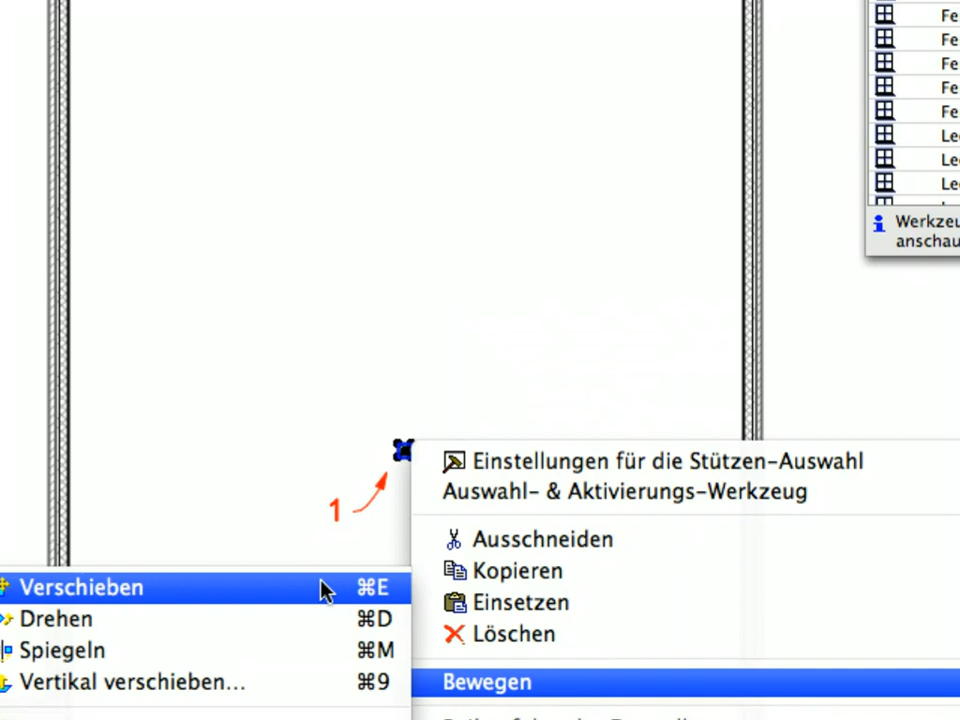 Fe
Fe
Fe
Fe
Fe
Le
Le
Le
Werkzeu
anschau
1
Einstellungen für die Stützen-Auswahl
Auswahl- & Aktivierungs-Werkzeug
Ausschneiden
Kopieren
Einsetzen
Löschen
Bewegen
Verschieben ⌘E
Drehen ⌘D
Spiegeln ⌘M
Vertikal verschieben... ⌘9